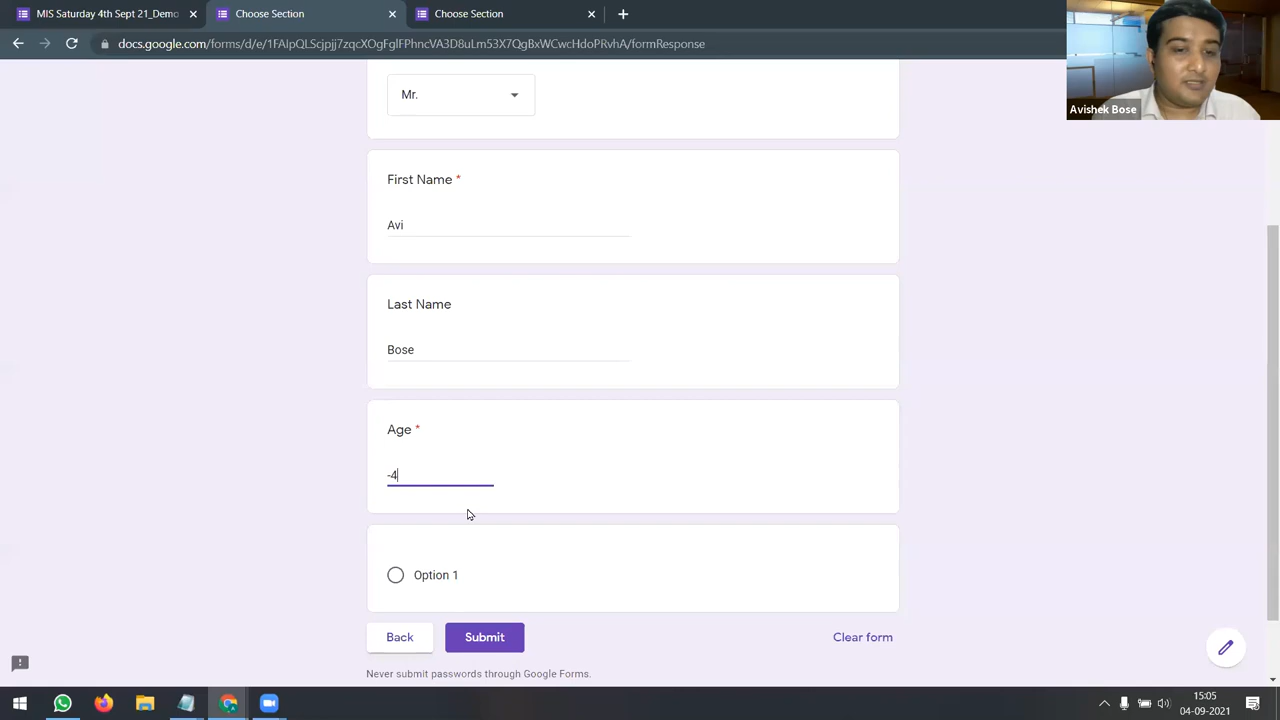 MIS Saturday 4th Sept 21_Demo
Choose Section
Choose Section
docs.google.com/forms/d/e/1FAIpQLScjpjj7zqcXOgFglFPhncVA3D8uLm53X7QgBxWCwcHdoPRvhA/formResponse
Avishek Bose
Mr.
First Name *
Avi
Last Name
Bose
Age *
-4
Option 1
Back
Submit
Clear form
Never submit passwords through Google Forms.
15:05
04-09-2021